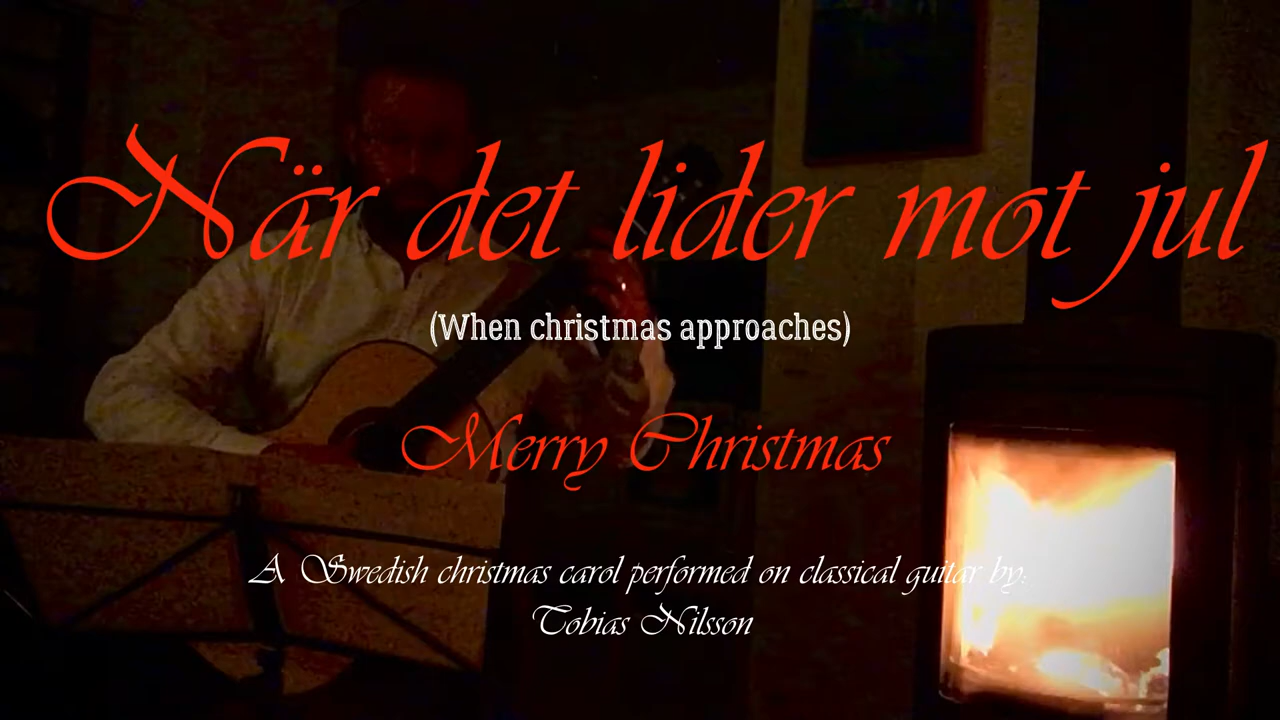 När det lider mot jul
(When christmas approaches)
Merry Christmas
A Swedish christmas carol performed on classical guitar by:
Tobias Nilsson